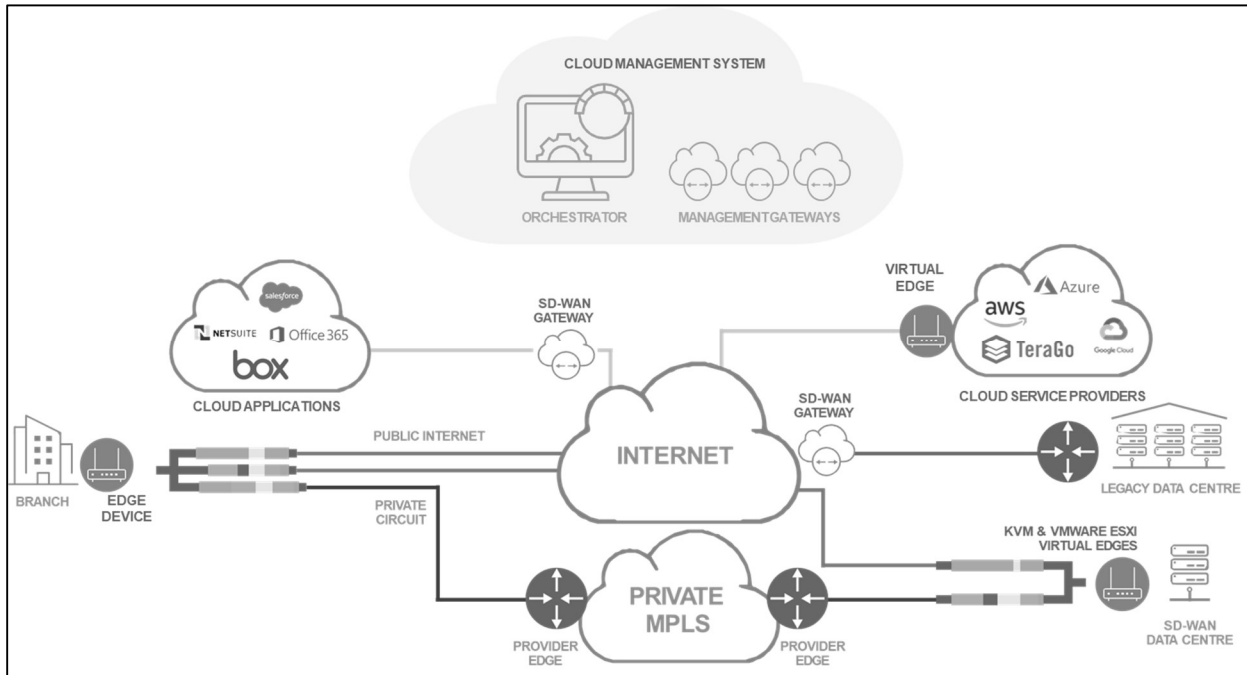 CLOUD MANAGEMENT SYSTEM
ORCHESTRATOR
MANAGEMENT GATEWAYS
salesforce
NETSUITE
Office 365
box
CLOUD APPLICATIONS
SD-WAN
GATEWAY
VIRTUAL
EDGE
Azure
aws
TeraGo
Google Cloud
CLOUD SERVICE PROVIDERS
SD-WAN
GATEWAY
PUBLIC INTERNET
INTERNET
BRANCH
EDGE
DEVICE
PRIVATE
CIRCUIT
LEGACY DATA CENTRE
KVM & VMWARE ESXI
VIRTUAL EDGES
PRIVATE
MPLS
PROVIDER
EDGE
PROVIDER
EDGE
SD-WAN
DATA CENTRE